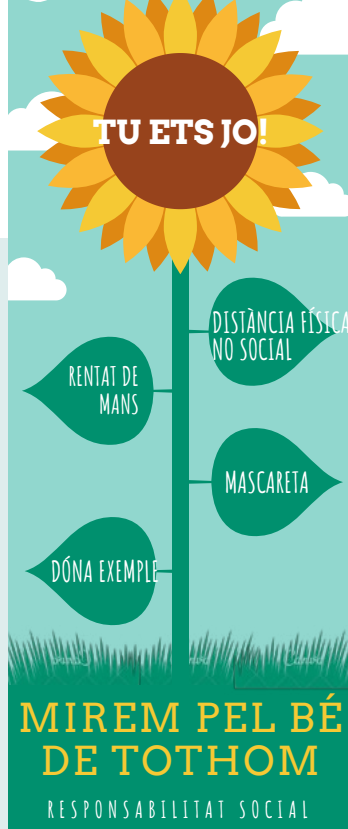 TU ETS JO!
DISTÀNCIA FÍSICA
NO SOCIAL
RENTAT DE
MANS
MASCARETA
DÓNA EXEMPLE
MIREM PEL BÉ
DE TOTHOM
RESPONSABILITAT SOCIAL